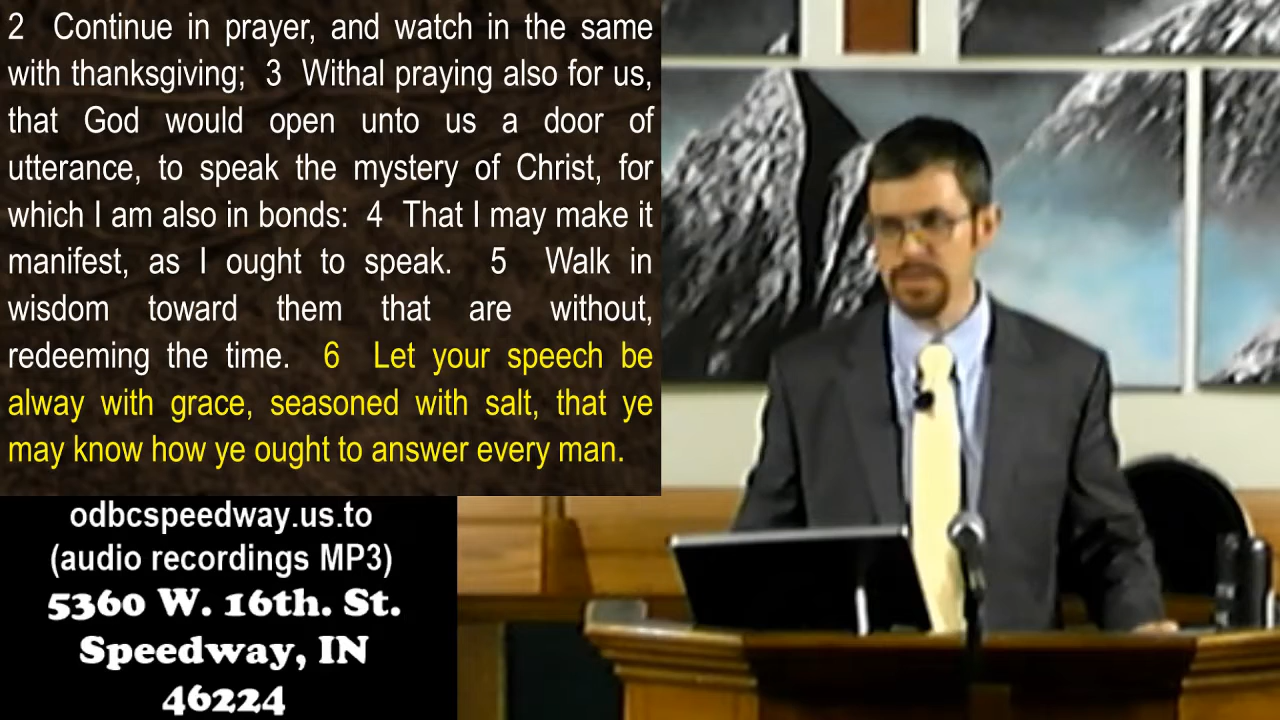 2 Continue in prayer, and watch in the same
with thanksgiving; 3 Withal praying also for us,
that God would open unto us a door of
utterance, to speak the mystery of Christ, for
which I am also in bonds: 4 That I may make it
manifest, as I ought to speak. 5 Walk in
wisdom toward them that are without,
redeeming the time. 6 Let your speech be
alway with grace, seasoned with salt, that ye
may know how ye ought to answer every man.
odbcspeedway.us.to
(audio recordings MP3)
5360 W. 16th. St.
Speedway, IN
46224